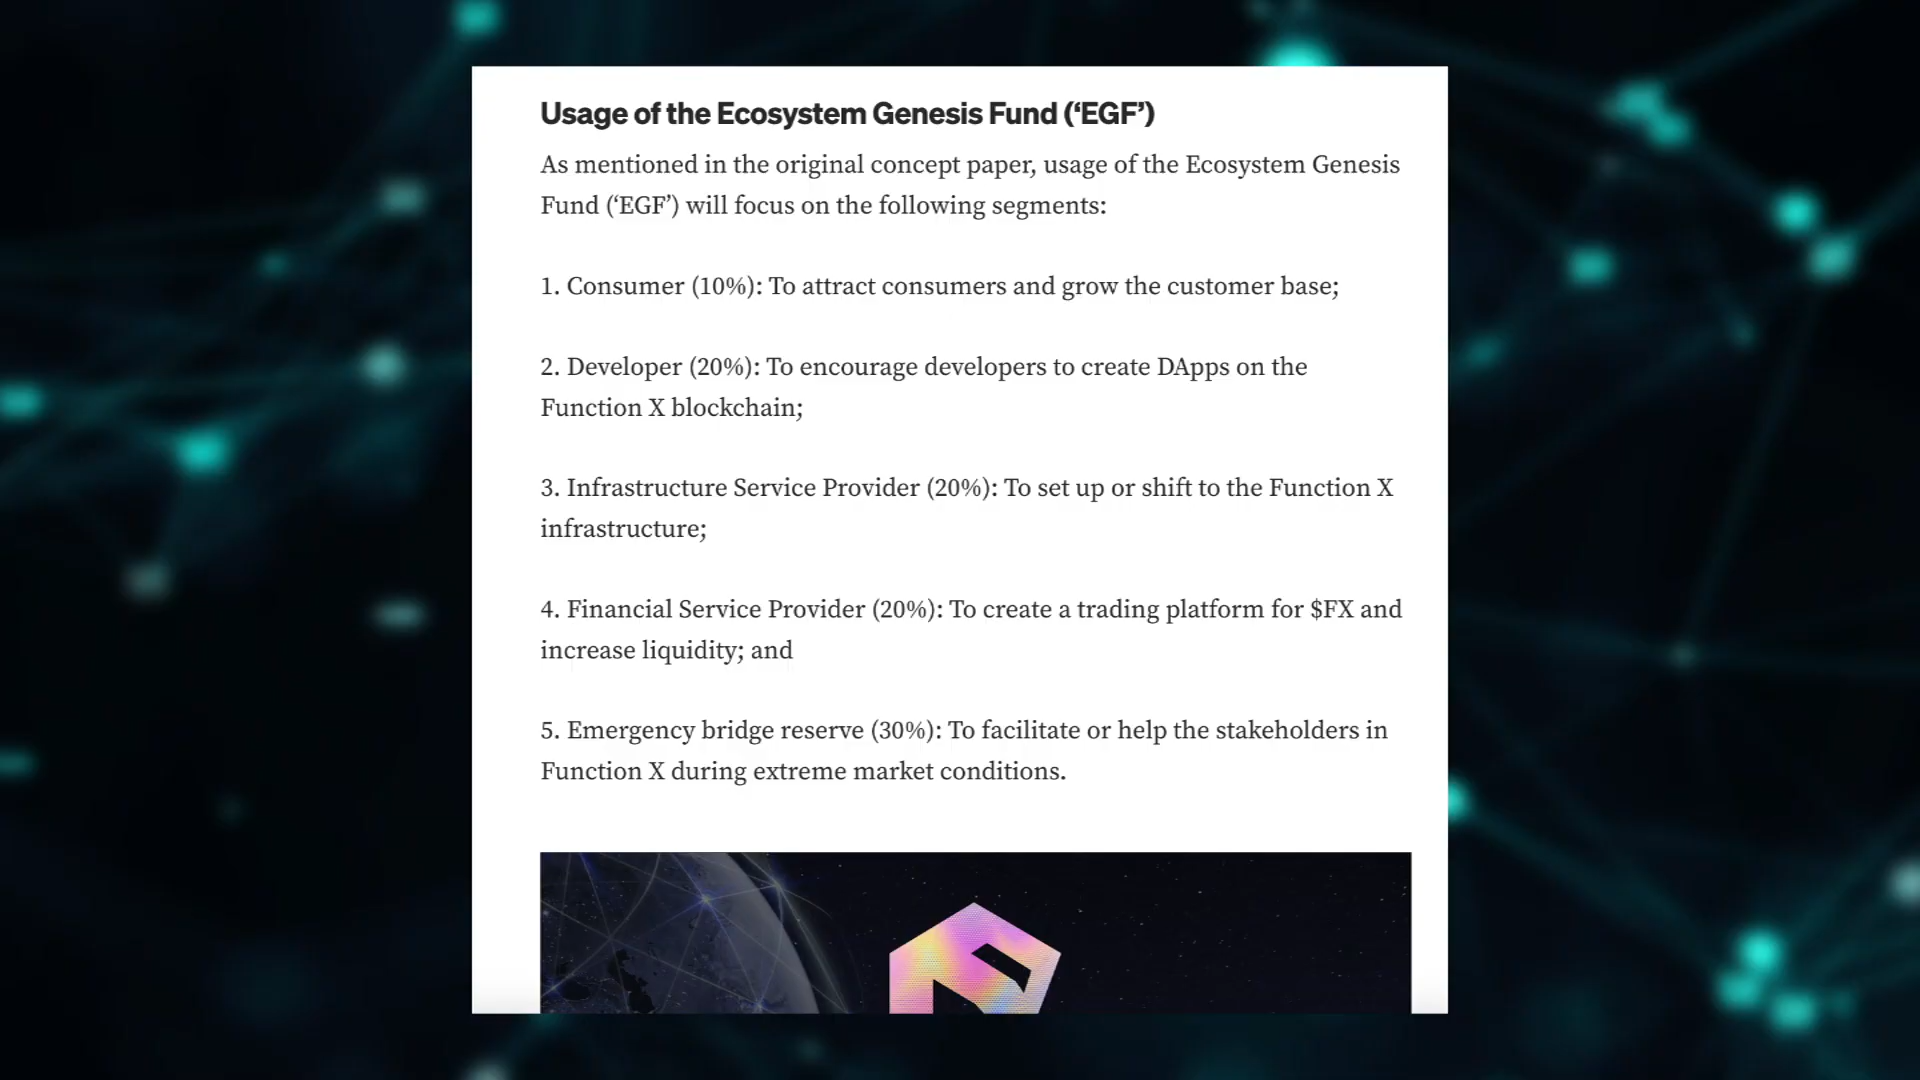 Usage of the Ecosystem Genesis Fund (‘EGF’)
As mentioned in the original concept paper, usage of the Ecosystem Genesis
Fund (‘EGF’) will focus on the following segments:
1. Consumer (10%): To attract consumers and grow the customer base;
2. Developer (20%): To encourage developers to create DApps on the
Function X blockchain;
3. Infrastructure Service Provider (20%): To set up or shift to the Function X
infrastructure;
4. Financial Service Provider (20%): To create a trading platform for $FX and
increase liquidity; and
5. Emergency bridge reserve (30%): To facilitate or help the stakeholders in
Function X during extreme market conditions.